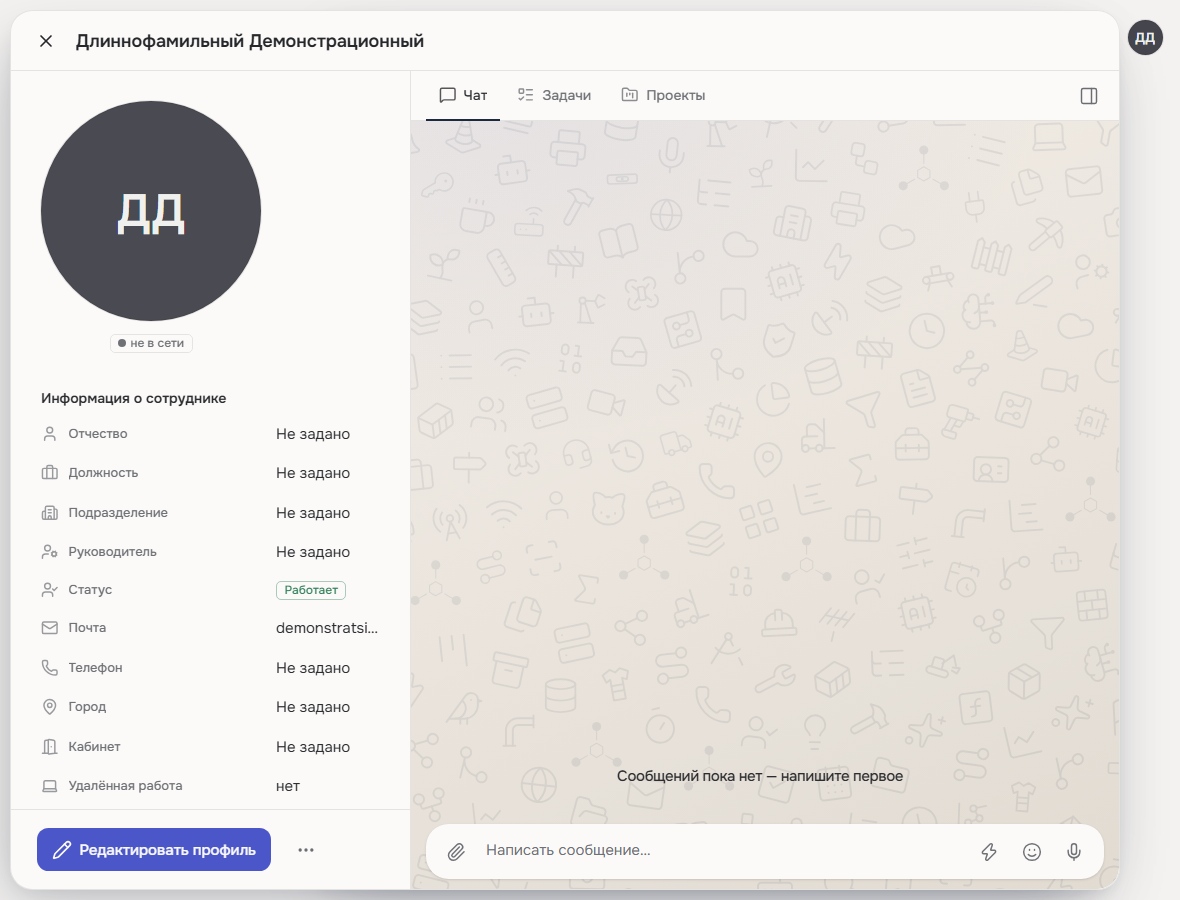 Длиннофамильный Демонстрационный
ДД
ДД
не в сети
Информация о сотруднике
Отчество Не задано
Должность Не задано
Подразделение Не задано
Руководитель Не задано
Статус Работает
Почта demonstratsi...
Телефон Не задано
Город Не задано
Кабинет Не задано
Удалённая работа нет
Редактировать профиль
Чат Задачи Проекты
Сообщений пока нет — напишите первое
Написать сообщение...